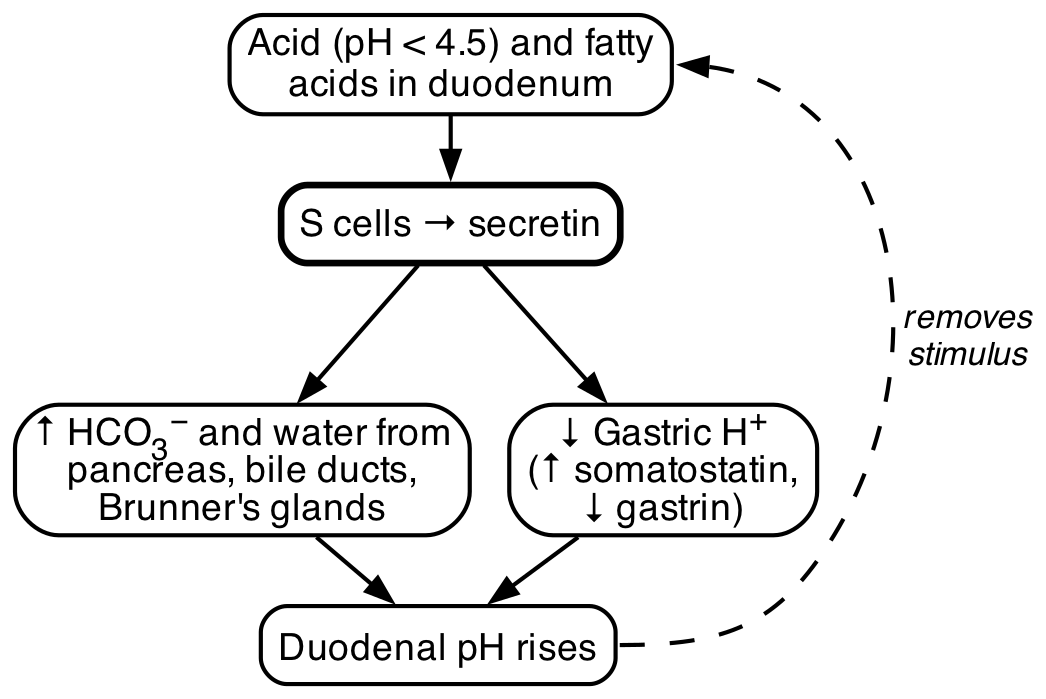 Acid (pH < 4.5) and fatty
acids in duodenum
S cells → secretin
removes
stimulus
↑ HCO₃⁻ and water from
pancreas, bile ducts,
Brunner's glands
↓ Gastric H⁺
(↑ somatostatin,
↓ gastrin)
Duodenal pH rises